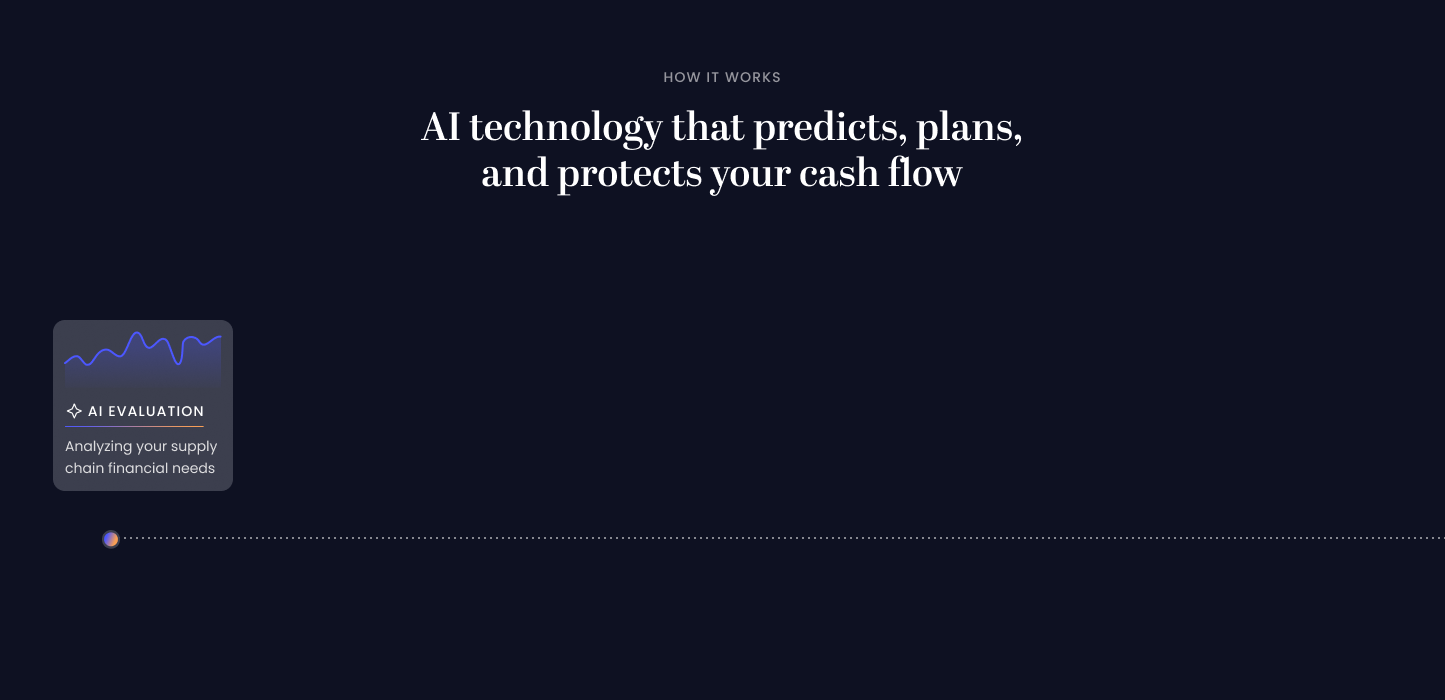 HOW IT WORKS
AI technology that predicts, plans,
and protects your cash flow
AI EVALUATION
Analyzing your supply
chain financial needs